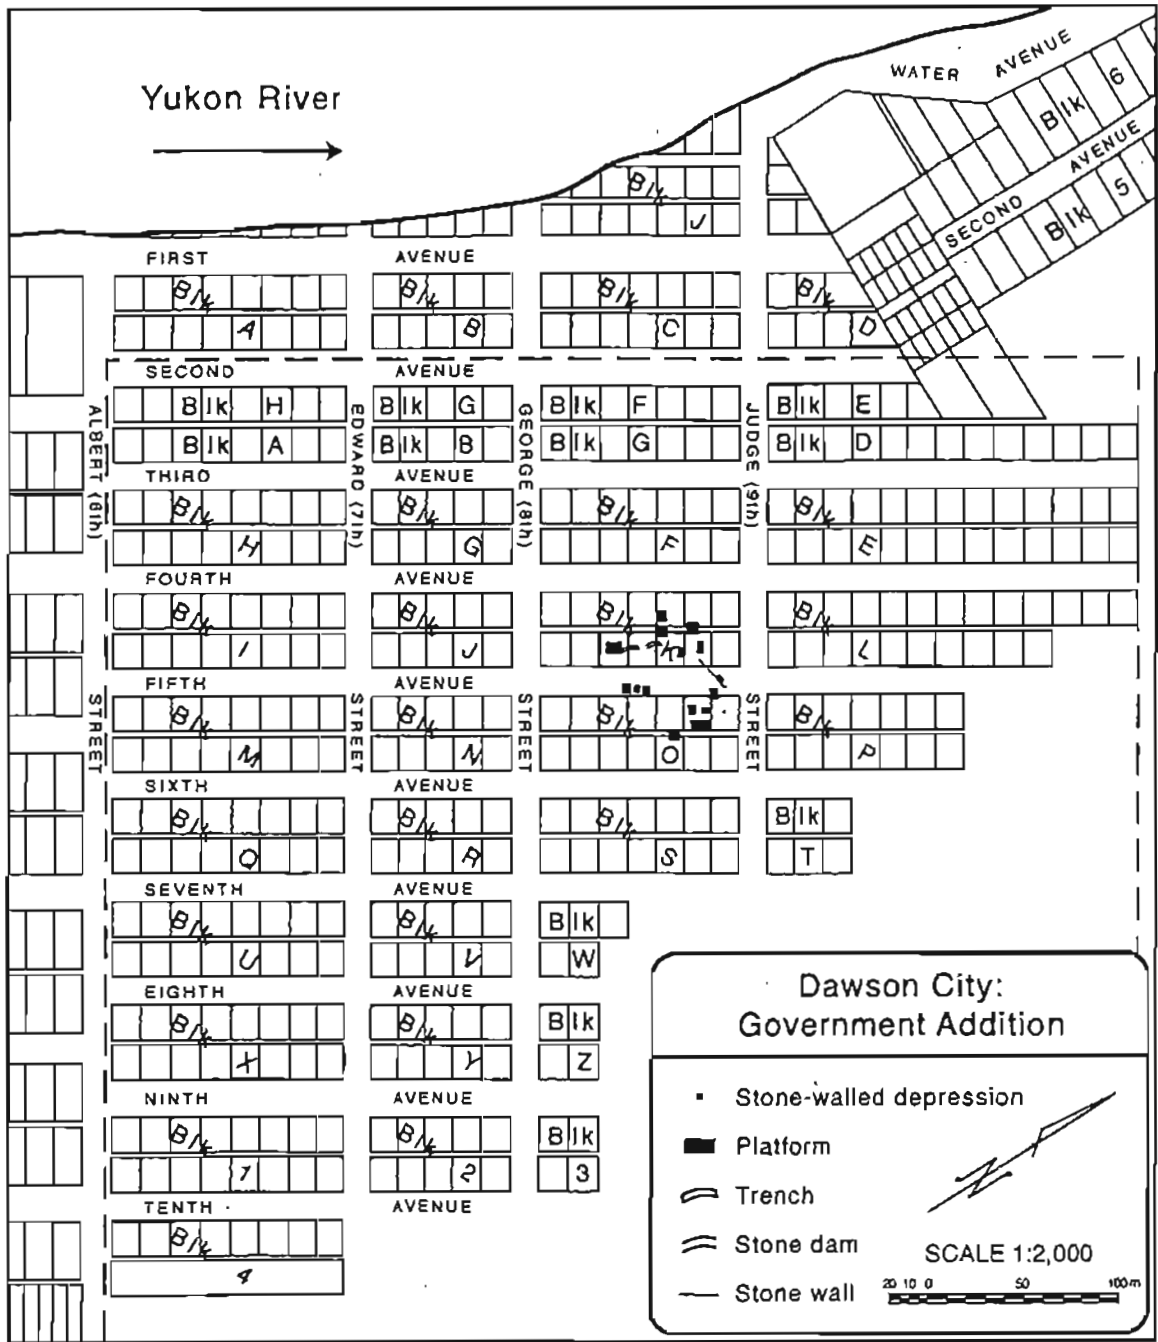 WATER AVENUE
Yukon River
Blk 6
SECOND AVENUE
Blk 5
Blk J
FIRST AVENUE
Blk A Blk B Blk C Blk D
SECOND AVENUE
Blk H Blk G Blk F Blk E
Blk A Blk B Blk G Blk D
ALBERT (6th) STREET
EDWARD (7th) STREET
GEORGE (8th) STREET
JUDGE (9th) STREET
THIRD AVENUE
Blk H Blk G Blk F Blk E
FOURTH AVENUE
Blk I Blk J Blk K Blk L
FIFTH AVENUE
Blk M Blk N Blk O Blk P
SIXTH AVENUE
Blk Q Blk R Blk S Blk T
SEVENTH AVENUE
Blk U Blk V Blk W
EIGHTH AVENUE
Blk X Blk Y Blk Z
NINTH AVENUE
Blk 1 Blk 2 Blk 3
TENTH AVENUE
Blk 4
Dawson City:
Government Addition
Stone-walled depression
Platform
Trench
Stone dam
Stone wall
N
SCALE 1:2,000
20 10 0 50 100m